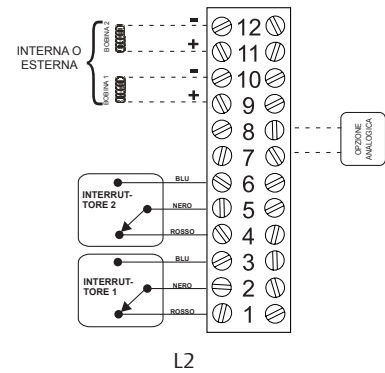 INTERNA O
ESTERNA
BOBINA 2
BOBINA 1
-
+
-
+
12
11
10
9
8
7
6
5
4
3
2
1
OPZIONE
ANALOGICA
INTERRUT-
TORE 2
BLU
NERO
ROSSO
INTERRUT-
TORE 1
BLU
NERO
ROSSO
L2